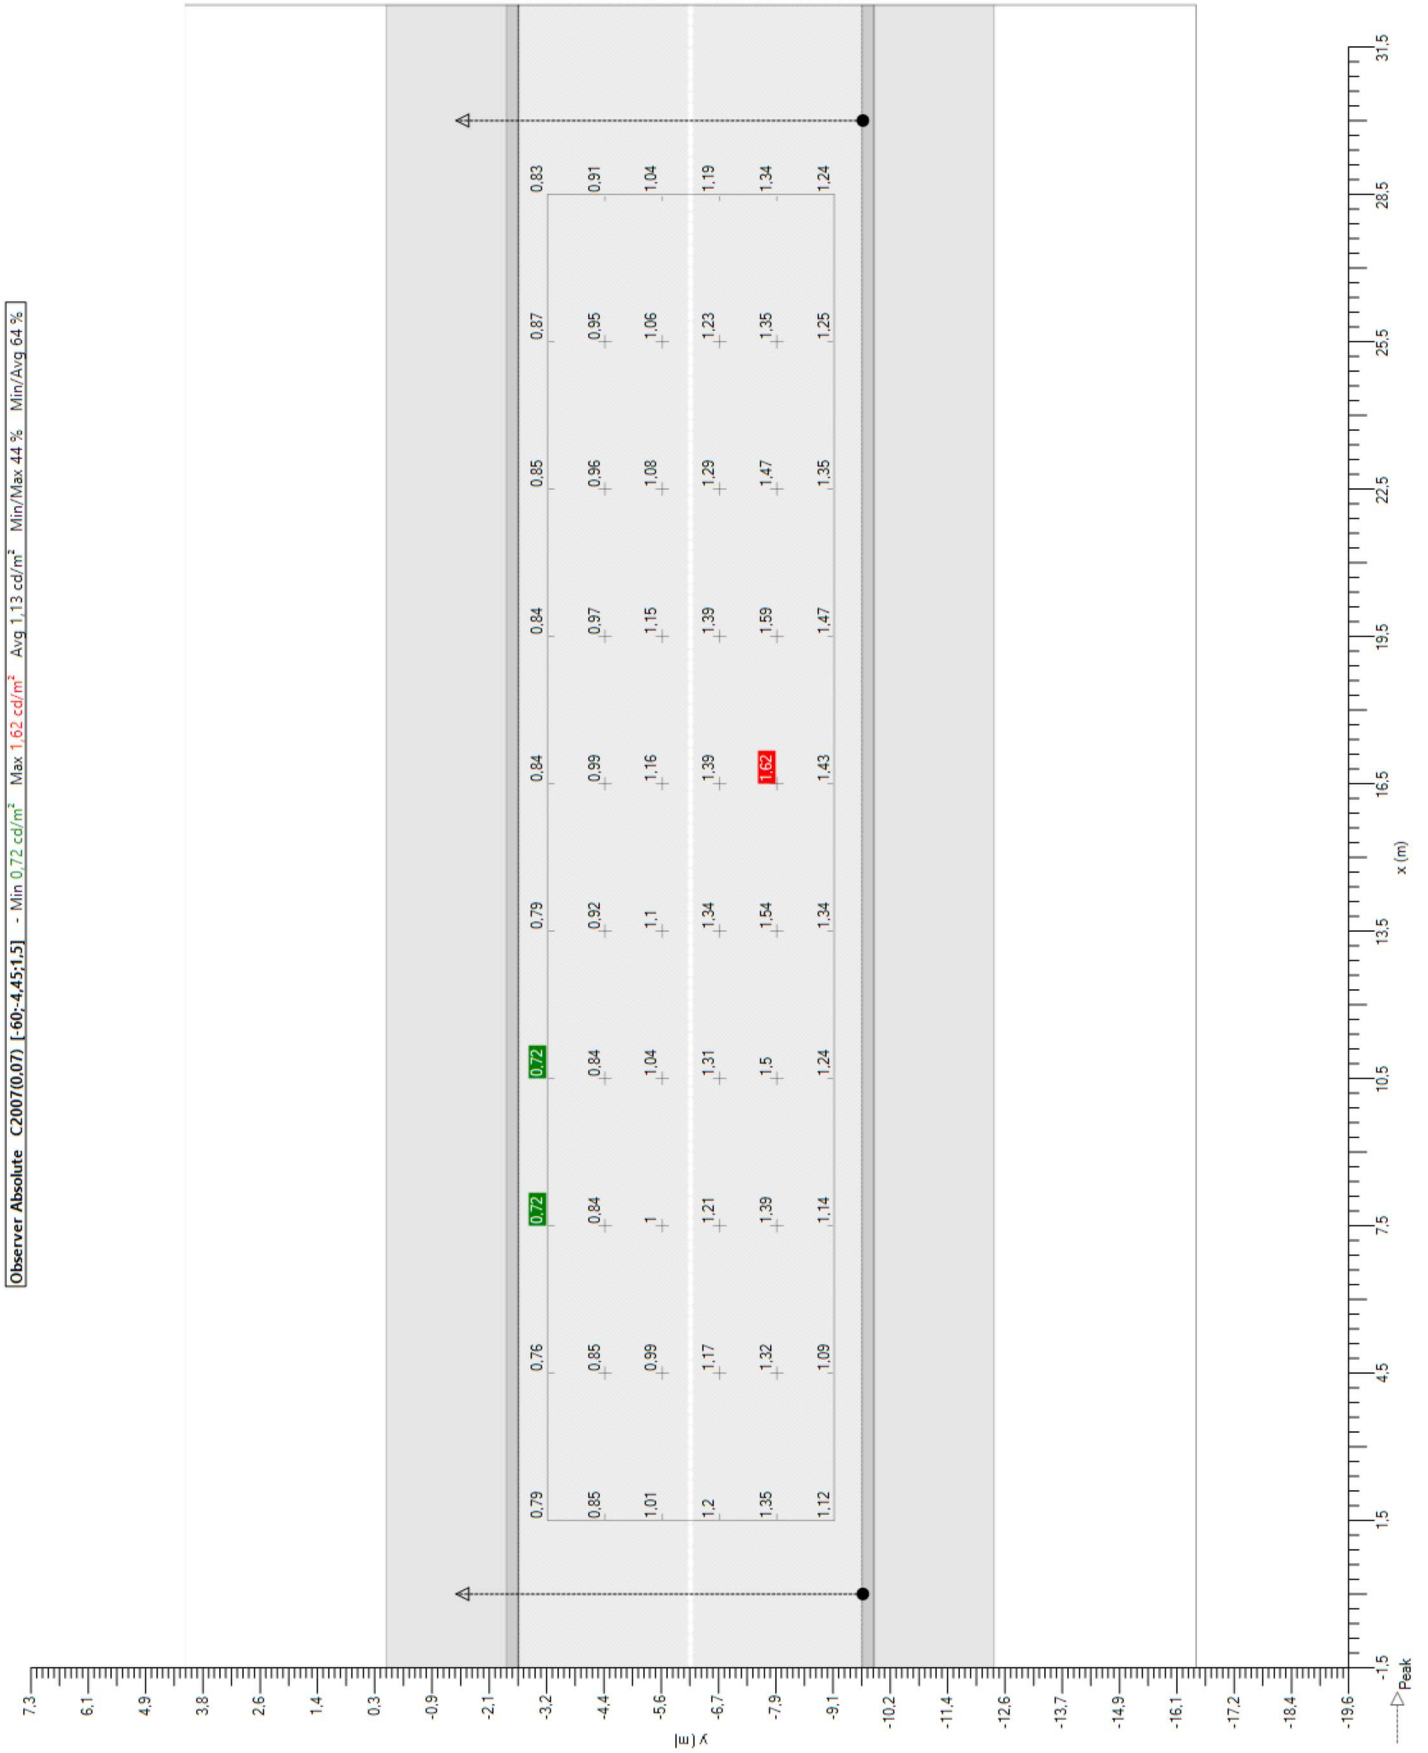 Observer Absolute C2007(0,07) [-60;-4,45;1,5] - Min 0,72 cd/m² Max 1,62 cd/m² Avg 1,13 cd/m² Min/Max 44 % Min/Avg 64 %
7,3
6,1
4,9
3,8
2,6
1,4
0,3
-0,9
-2,1
0,79 0,76 0,72 0,72 0,79 0,84 0,84 0,85 0,87 0,83
-3,2
0,85 0,85 0,84 0,84 0,92 0,99 0,97 0,96 0,95 0,91
-4,4
1,01 0,99 1 1,04 1,1 1,16 1,15 1,08 1,06 1,04
-5,6
1,2 1,17 1,21 1,31 1,34 1,39 1,39 1,29 1,23 1,19
-6,7
1,35 1,32 1,39 1,5 1,54 1,62 1,59 1,47 1,35 1,34
-7,9
1,12 1,09 1,14 1,24 1,34 1,43 1,47 1,35 1,25 1,24
-9,1
-10,2
-11,4
-12,6
-13,7
-14,9
-16,1
-17,2
-18,4
-19,6
y (m)
-1,5 1,5 4,5 7,5 10,5 13,5 16,5 19,5 22,5 25,5 28,5 31,5
x (m)
Peak